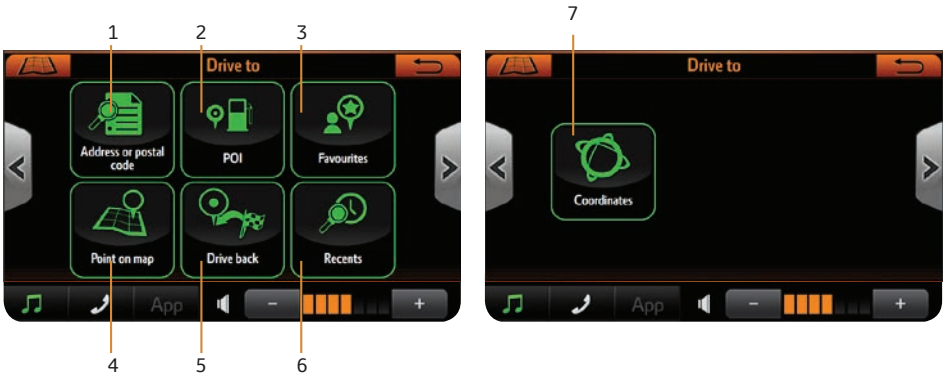 7
1 2 3
Drive to
Address or postal
code
POI
Favourites
Point on map
Drive back
Recents
App
- +
4 5 6
Drive to
Coordinates
App
- +